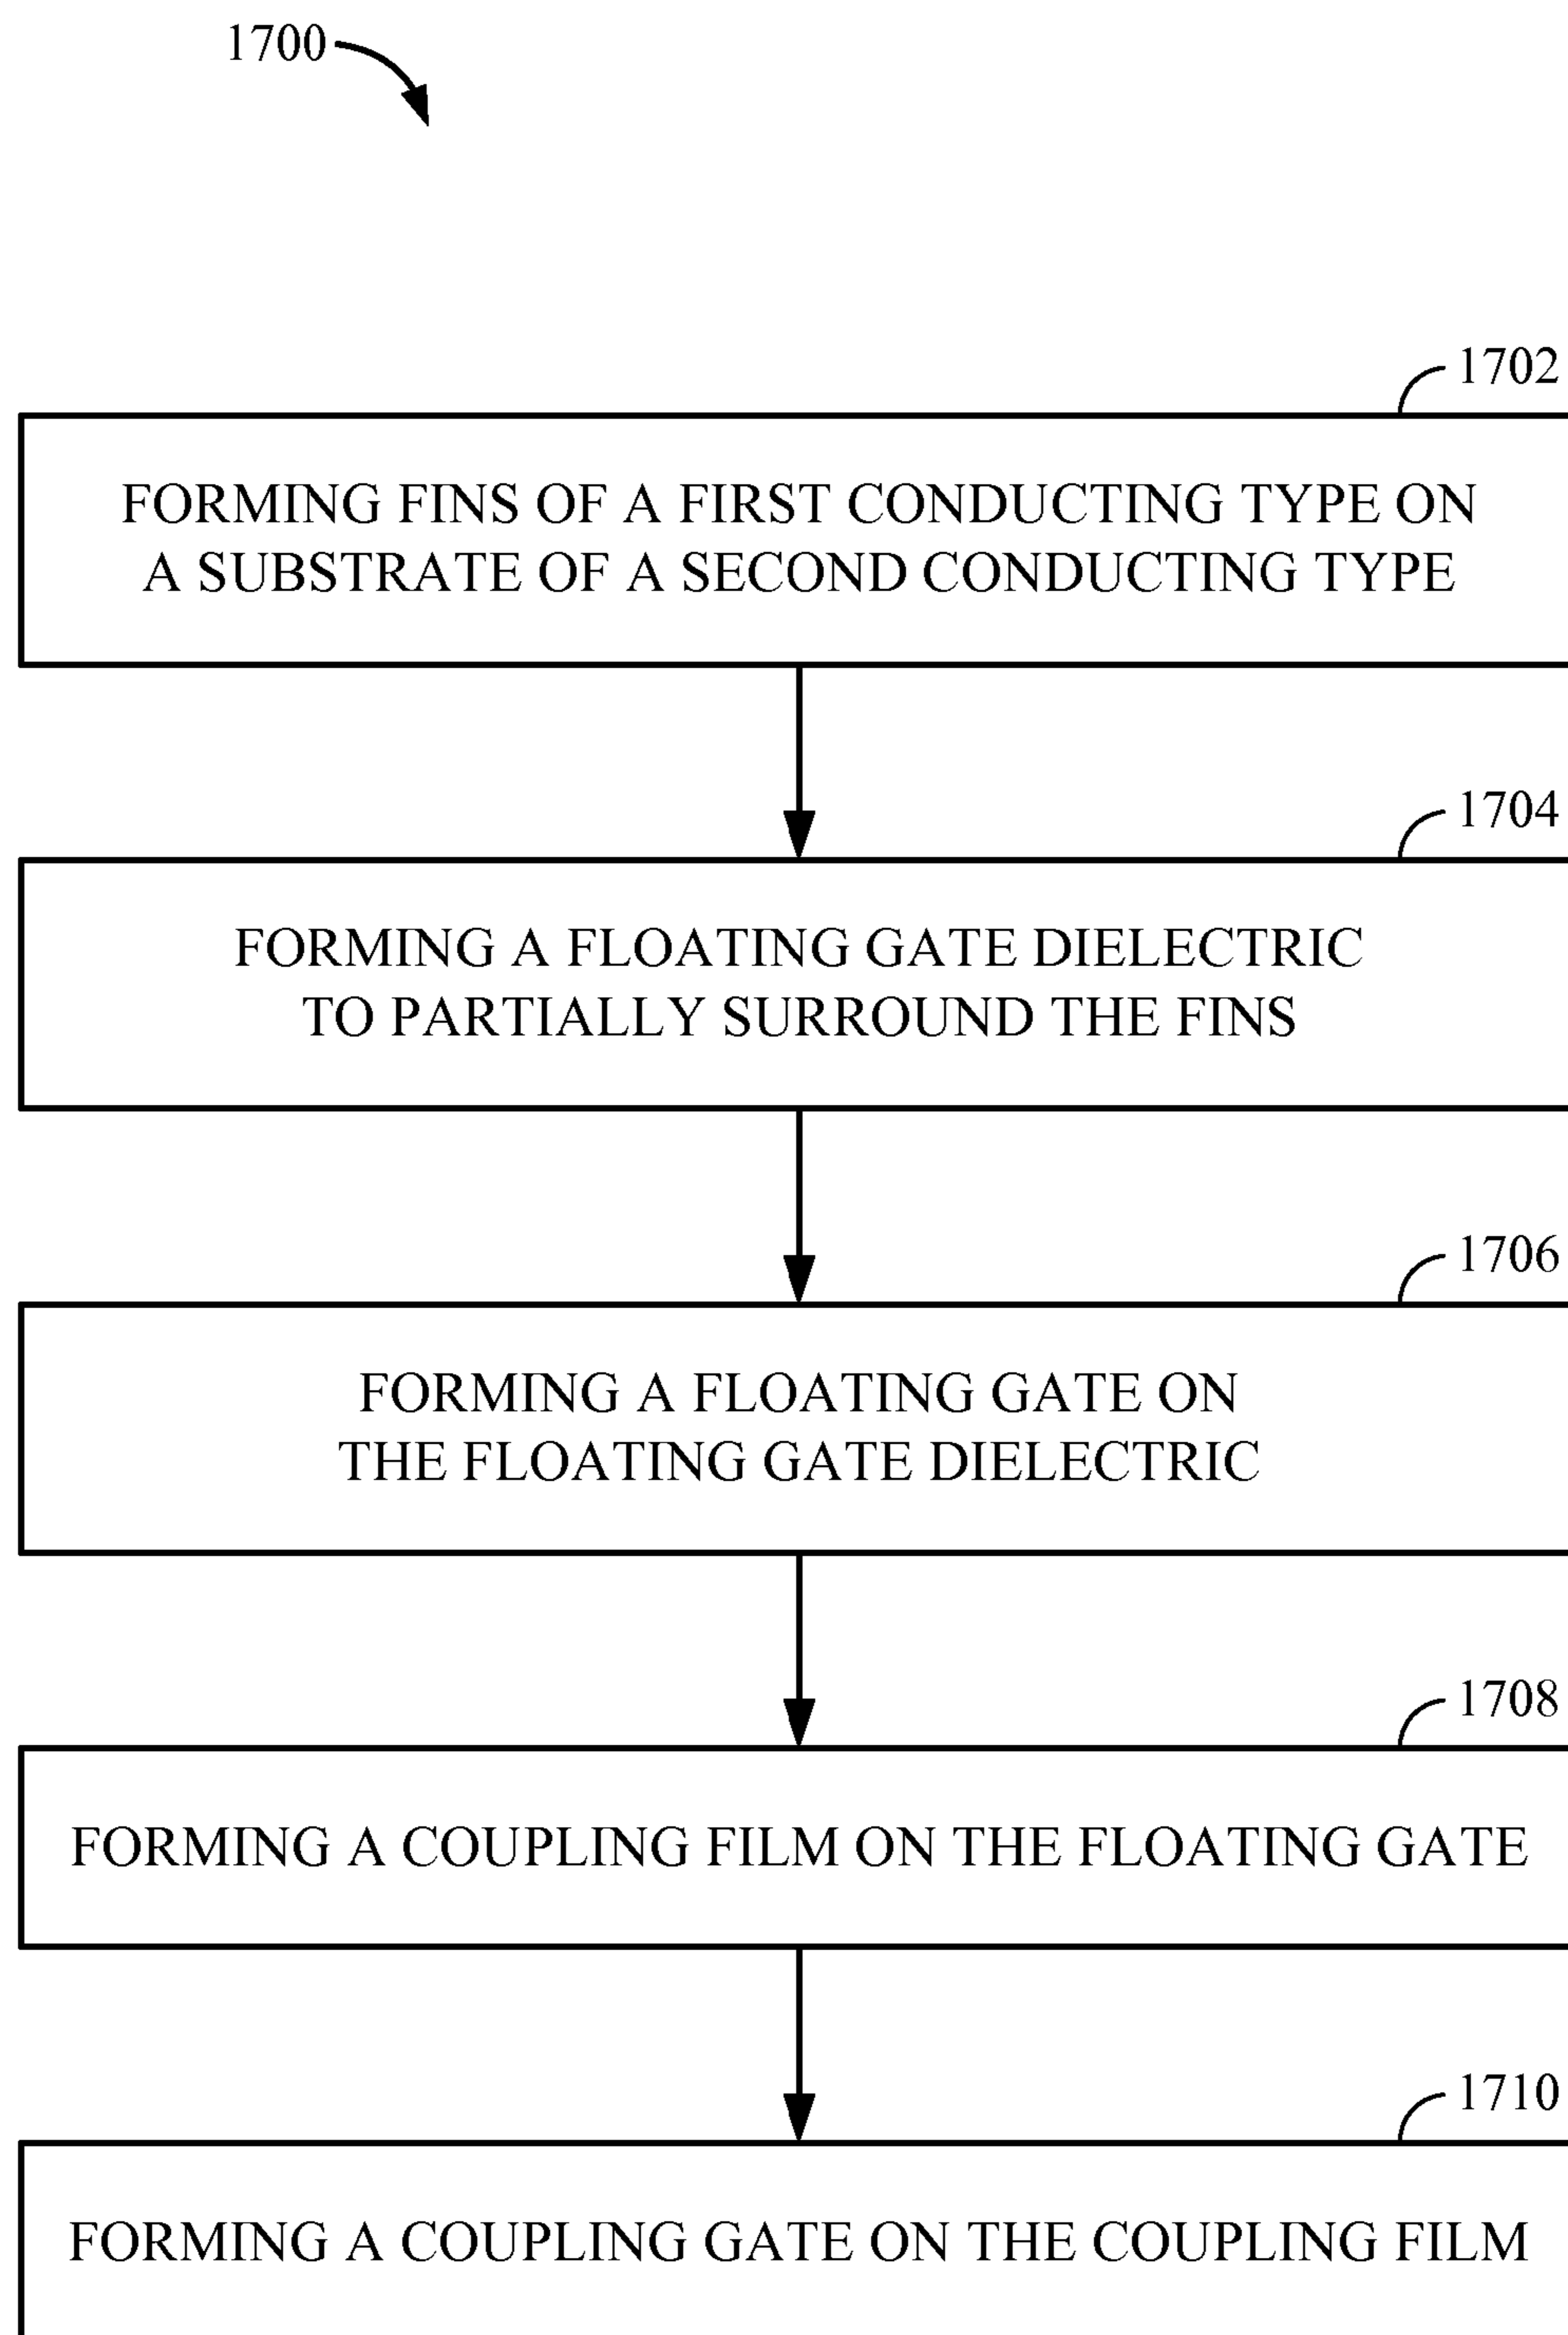 1700
1702
FORMING FINS OF A FIRST CONDUCTING TYPE ON
A SUBSTRATE OF A SECOND CONDUCTING TYPE
1704
FORMING A FLOATING GATE DIELECTRIC
TO PARTIALLY SURROUND THE FINS
1706
FORMING A FLOATING GATE ON
THE FLOATING GATE DIELECTRIC
1708
FORMING A COUPLING FILM ON THE FLOATING GATE
1710
FORMING A COUPLING GATE ON THE COUPLING FILM